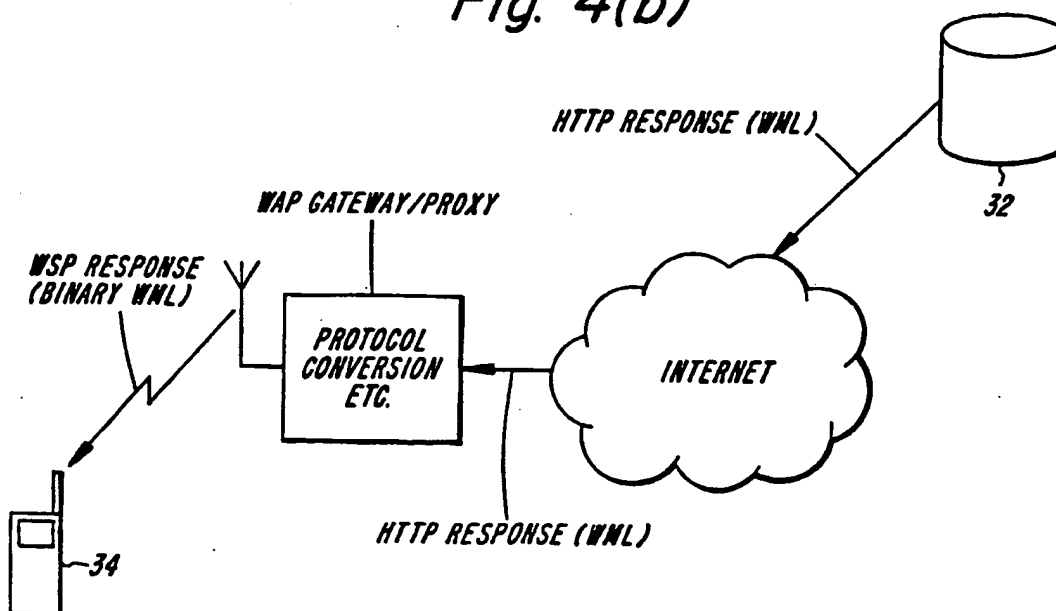 Fig. 4(b)
HTTP RESPONSE (WML)
32
WAP GATEWAY/PROXY
WSP RESPONSE
(BINARY WML)
PROTOCOL
CONVERSION
ETC.
INTERNET
HTTP RESPONSE (WML)
34